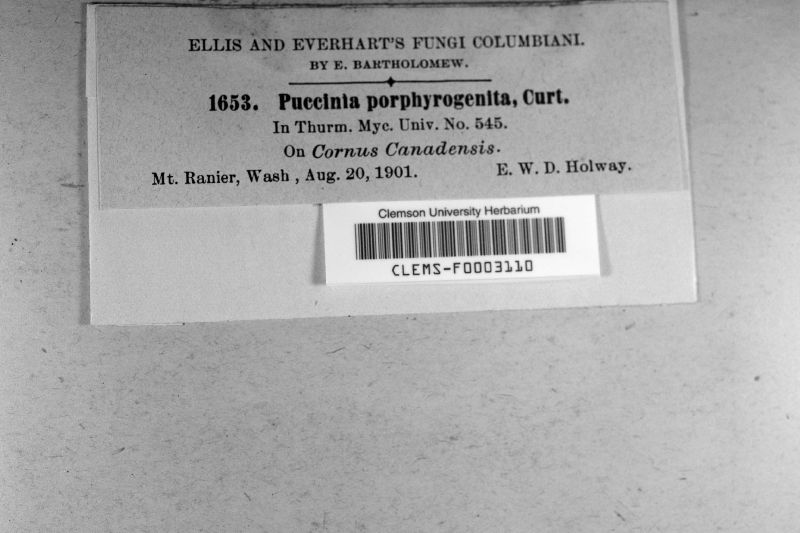 ELLIS AND EVERHART'S FUNGI COLUMBIANI.
BY E. BARTHOLOMEW.
1653. Puccinia porphyrogenita, Curt.
In Thurm. Myc. Univ. No. 545.
On Cornus Canadensis.
Mt. Ranier, Wash , Aug. 20, 1901. E. W. D. Holway.
Clemson University Herbarium
CLEMS-F0003110